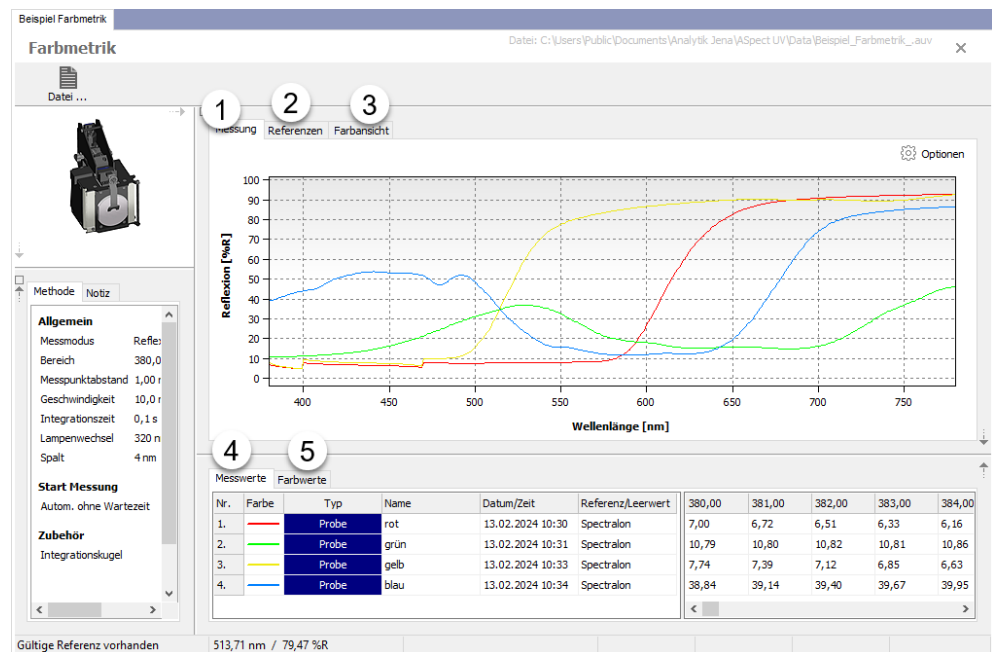 Beispiel Farbmetrik
Farbmetrik
Datei: C:\Users\Public\Documents\Analytik Jena\ASpect UV\Data\Beispiel_Farbmetrik_.auv
Datei ...
1 2 3
Messung Referenzen Farbansicht
Optionen
Reflexion [%R]
100
90
80
70
60
50
40
30
20
10
0
400 450 500 550 600 650 700 750
Wellenlänge [nm]
Methode Notiz
Allgemein
Messmodus Reflex
Bereich 380,0
Messpunktabstand 1,00 r
Geschwindigkeit 10,0 r
Integrationszeit 0,1 s
Lampenwechsel 320 n
Spalt 4 nm
Start Messung
Autom. ohne Wartezeit
Zubehör
Integrationskugel
4 5
Messwerte Farbwerte
Nr. Farbe Typ Name Datum/Zeit Referenz/Leerwert 380,00 381,00 382,00 383,00 384,00
1. Probe rot 13.02.2024 10:30 Spectralon 7,00 6,72 6,51 6,33 6,16
2. Probe grün 13.02.2024 10:31 Spectralon 10,79 10,80 10,82 10,81 10,86
3. Probe gelb 13.02.2024 10:33 Spectralon 7,74 7,39 7,12 6,85 6,63
4. Probe blau 13.02.2024 10:34 Spectralon 38,84 39,14 39,40 39,67 39,95
Gültige Referenz vorhanden 513,71 nm / 79,47 %R